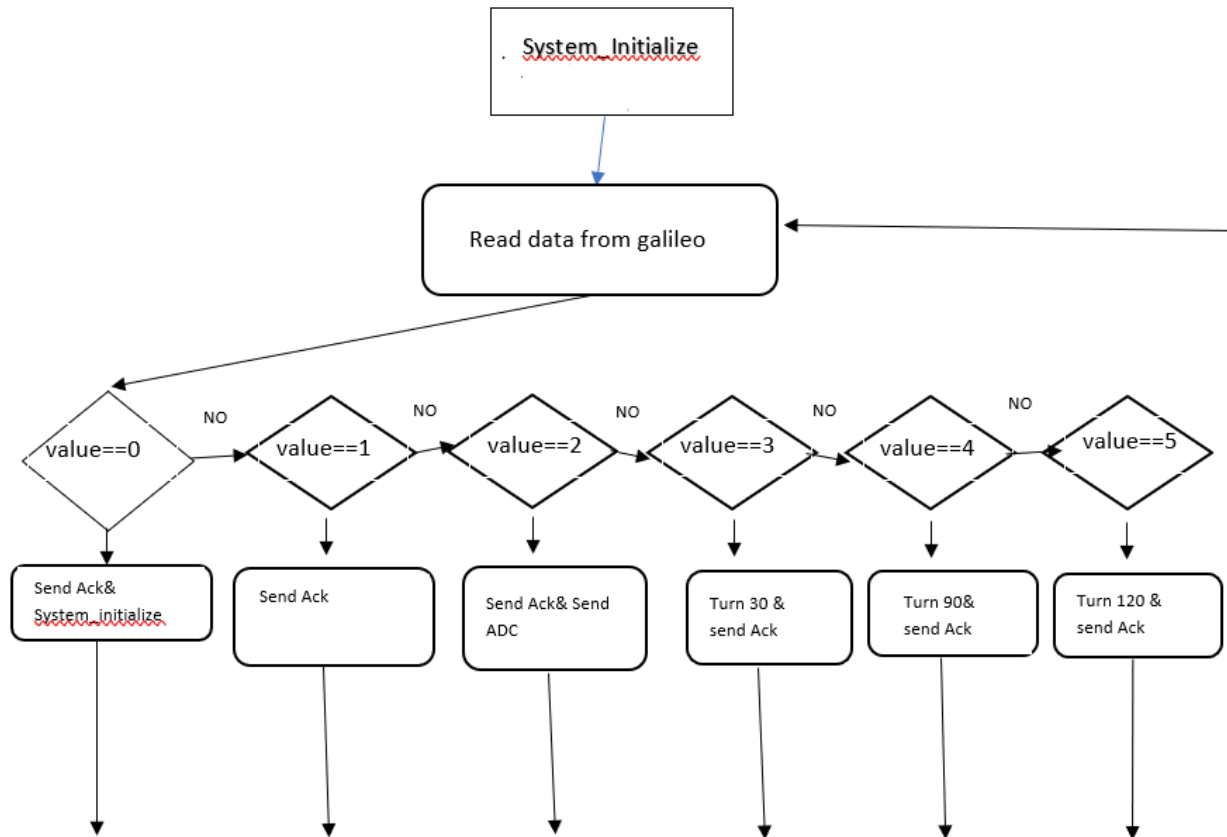 System_Initialize
Read data from galileo
NO
NO
NO
NO
NO
value==0
value==1
value==2
value==3
value==4
value==5
Send Ack&
System_initialize
Send Ack
Send Ack& Send
ADC
Turn 30 &
send Ack
Turn 90&
send Ack
Turn 120 &
send Ack